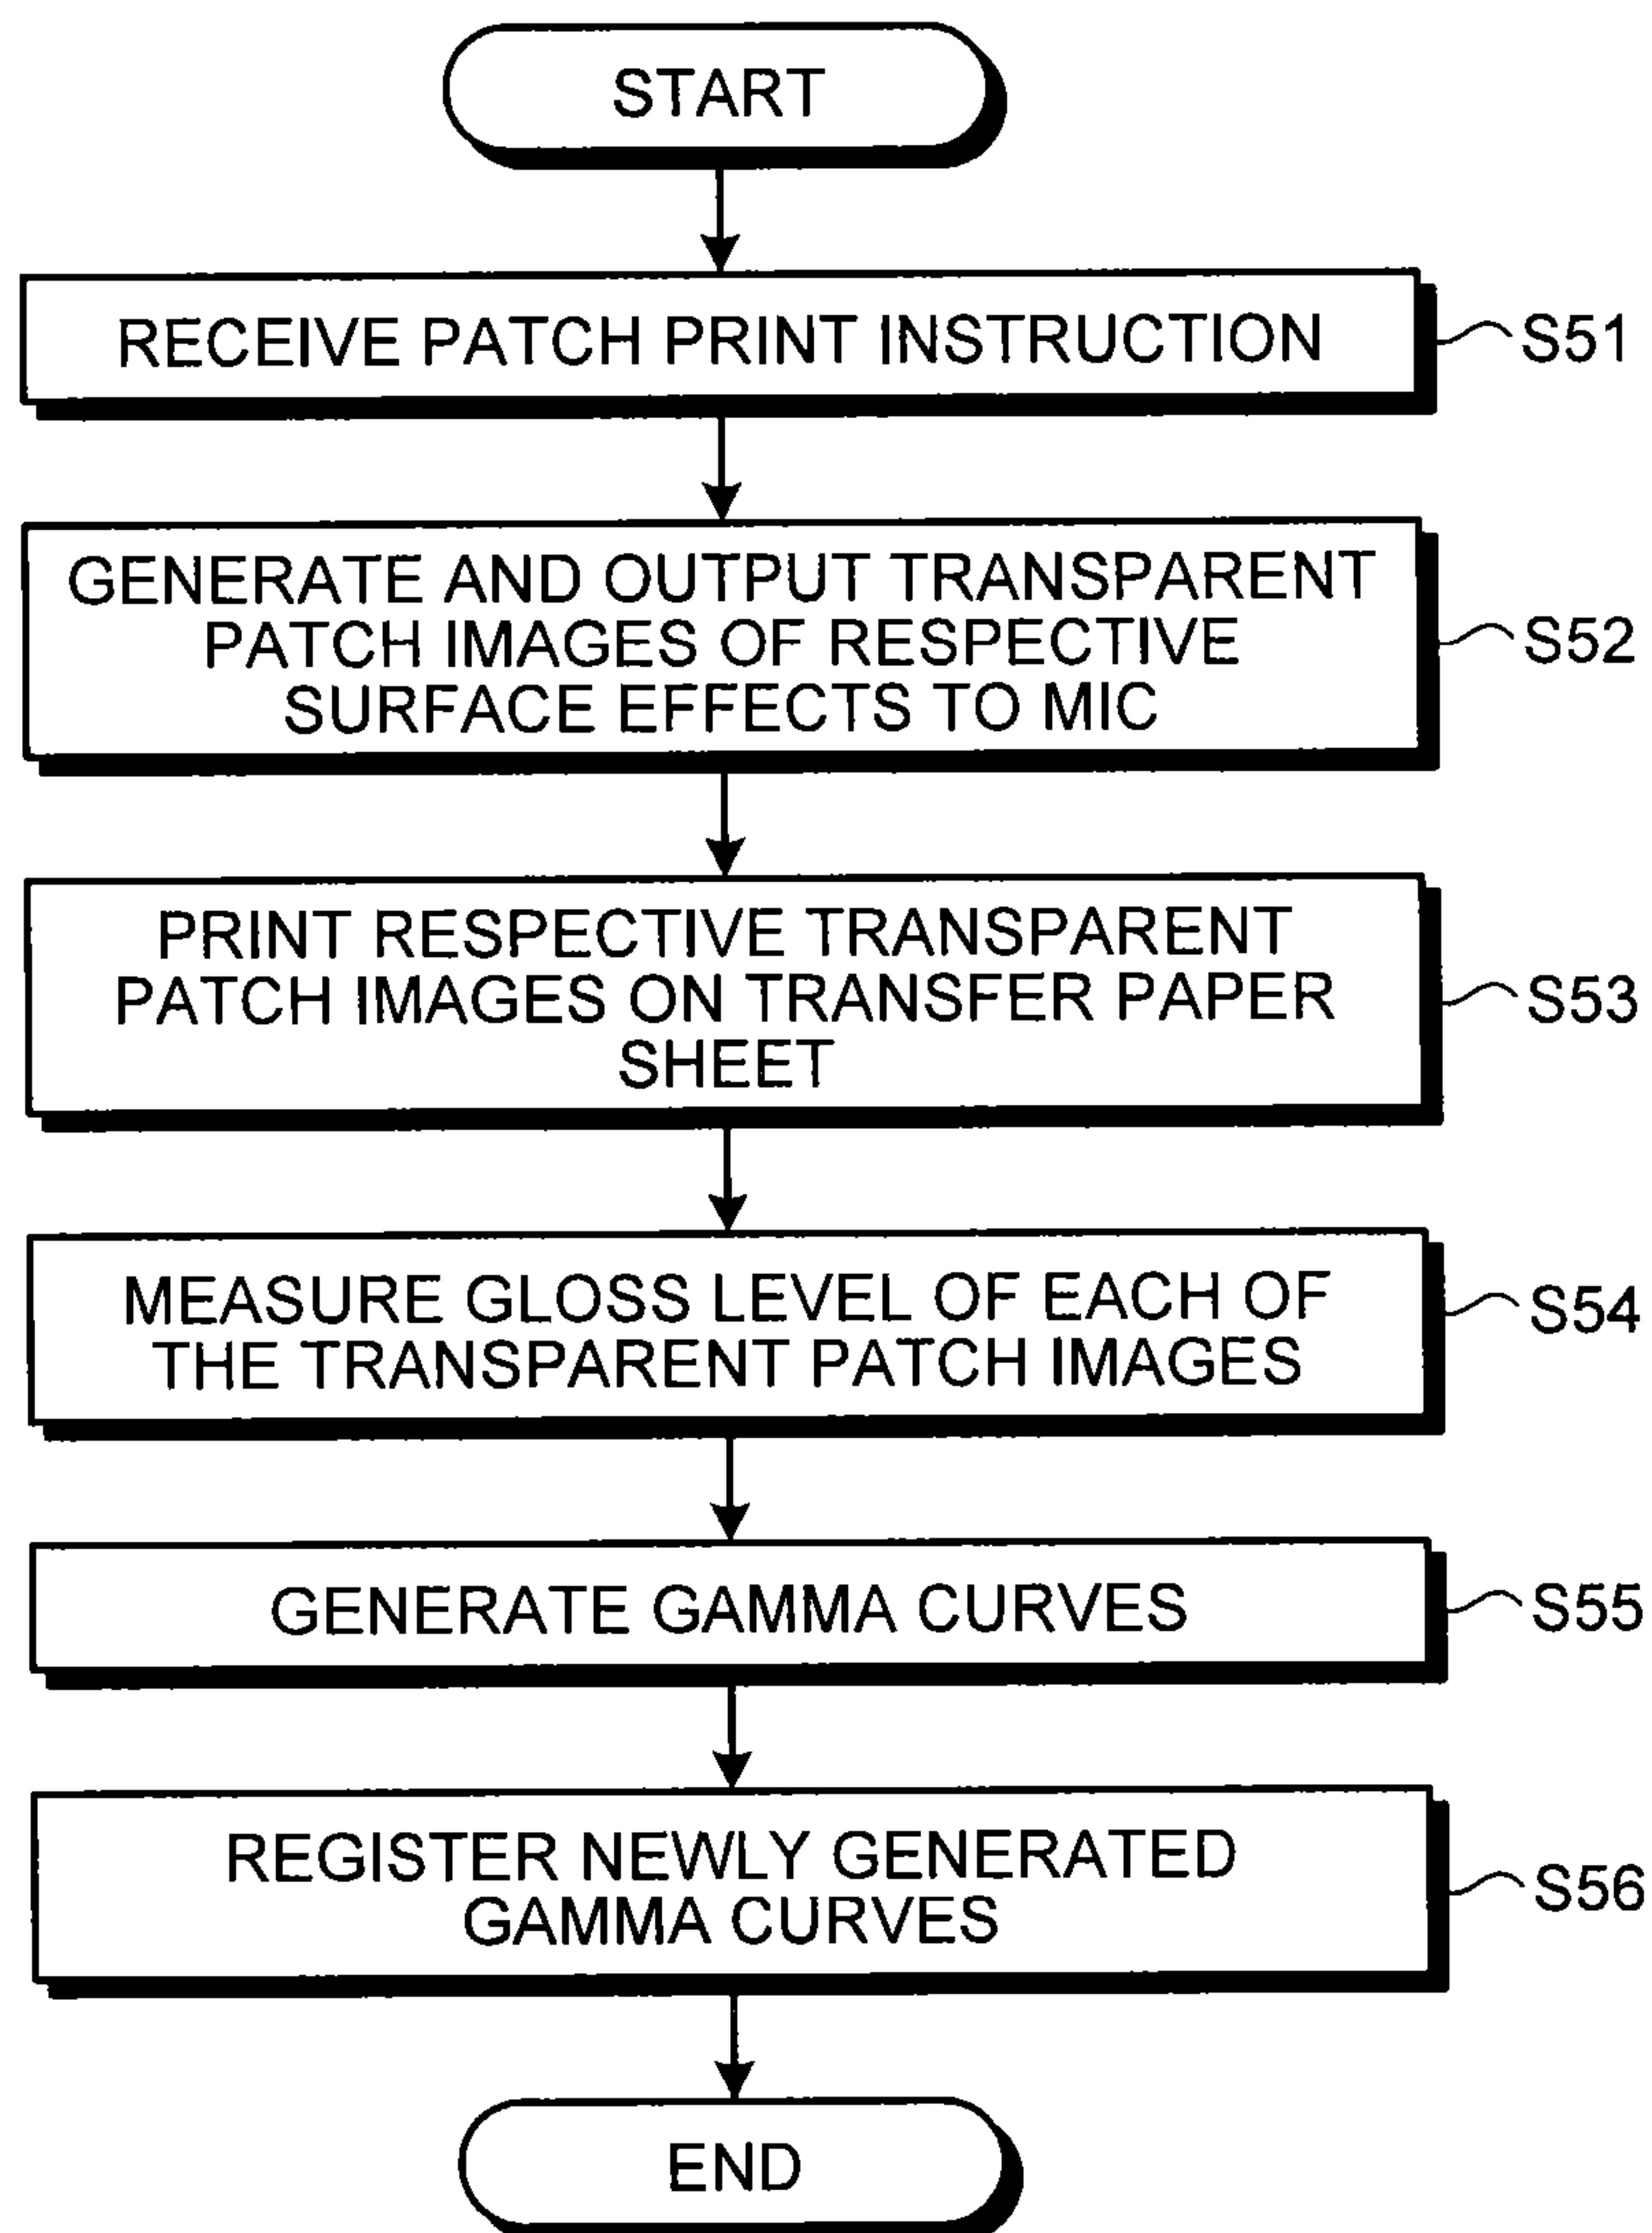 START
RECEIVE PATCH PRINT INSTRUCTION
S51
GENERATE AND OUTPUT TRANSPARENT
PATCH IMAGES OF RESPECTIVE
SURFACE EFFECTS TO MIC
S52
PRINT RESPECTIVE TRANSPARENT
PATCH IMAGES ON TRANSFER PAPER
SHEET
S53
MEASURE GLOSS LEVEL OF EACH OF
THE TRANSPARENT PATCH IMAGES
S54
GENERATE GAMMA CURVES
S55
REGISTER NEWLY GENERATED
GAMMA CURVES
S56
END